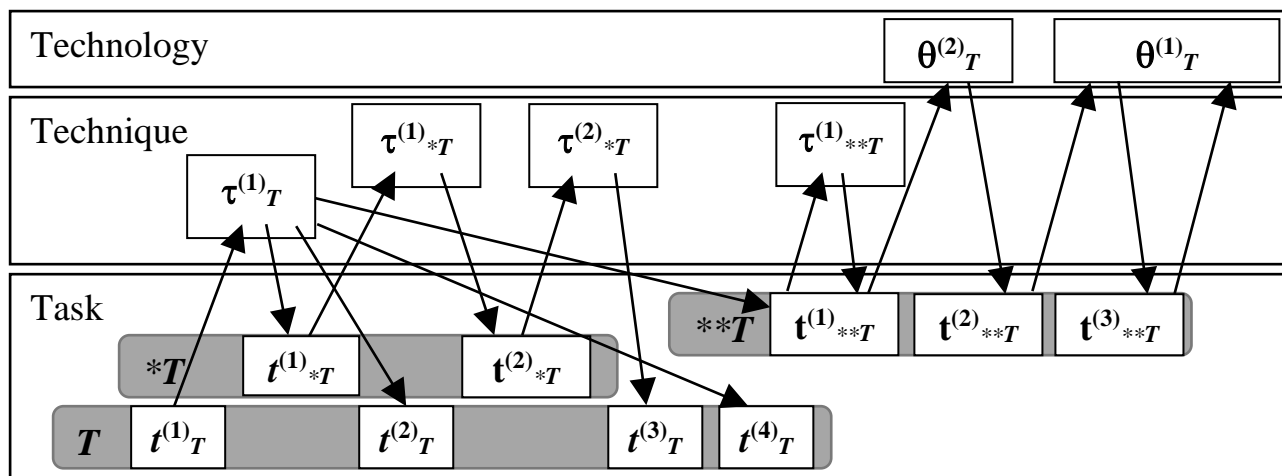 Technology
θ(2)T
θ(1)T
Technique
τ(1)*T
τ(2)*T
τ(1)**T
τ(1)T
Task
**T
t(1)**T
t(2)**T
t(3)**T
*T
t(1)*T
t(2)*T
T
t(1)T
t(2)T
t(3)T
t(4)T